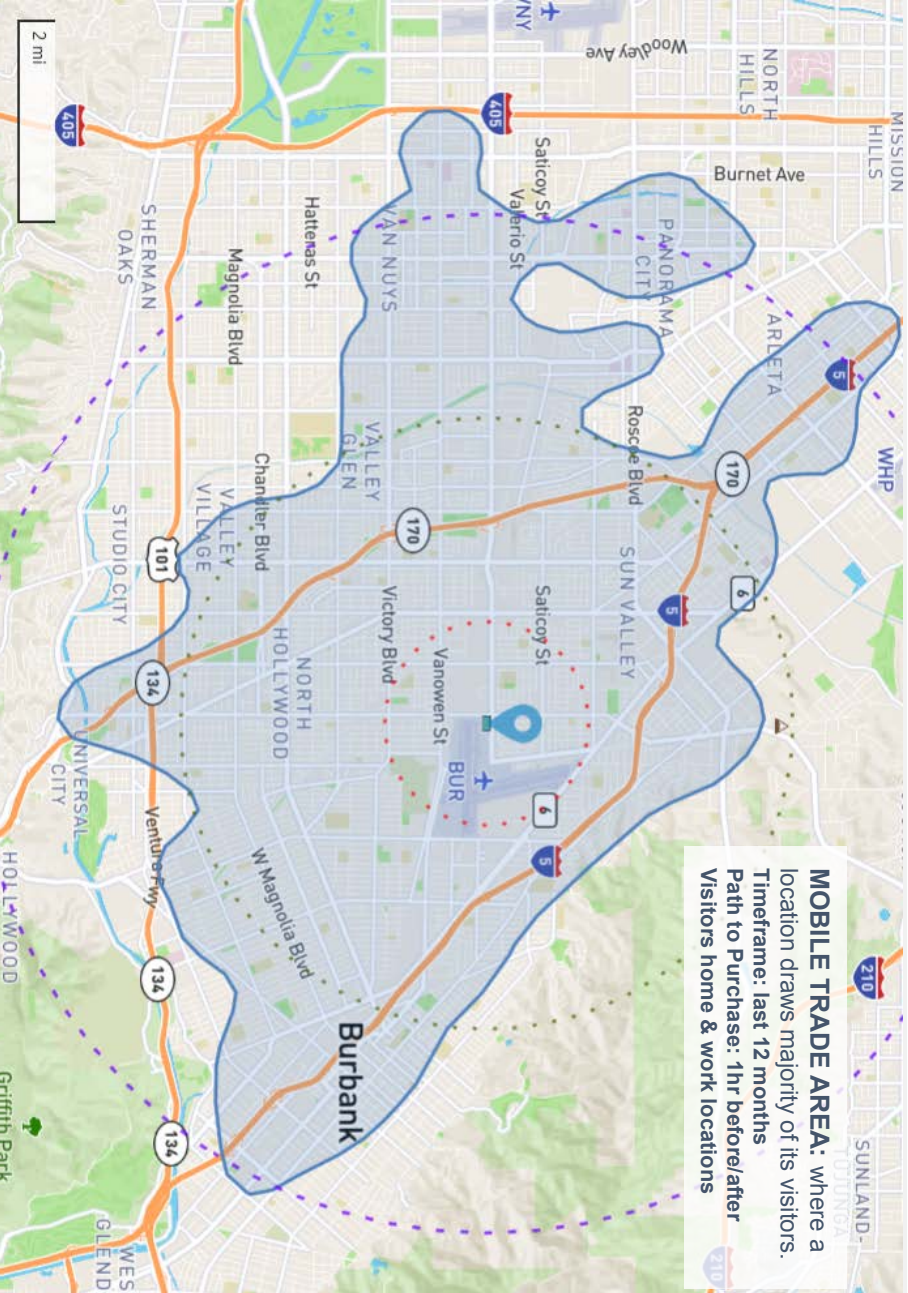 MISSION
HILLS
WHP
210
SUNLAND-
TUJUNGA
5
MOBILE TRADE AREA: where a
location draws majority of its visitors.
Timeframe: last 12 months
Path to Purchase: 1hr before/after
Visitors home & work locations
NORTH
HILLS
Burnet Ave
ARLETA
6
170
210
5
PANORAMA
CITY
Woodley Ave
Roscoe Blvd
SUN VALLEY
Saticoy St
Saticoy St
6
5
VNY
Valerio St
405
BUR
Vanowen St
170
VAN NUYS
Victory Blvd
VALLEY
GLEN
Burbank
Hattenas St
NORTH
HOLLYWOOD
W Magnolia Blvd
Chandler Blvd
Magnolia Blvd
VALLEY
VILLAGE
101
134
Ventura Fwy
134
134
SHERMAN
OAKS
STUDIO CITY
UNIVERSAL
CITY
WES
GLEND
405
2 mi
HOLLYWOOD
Griffith Park